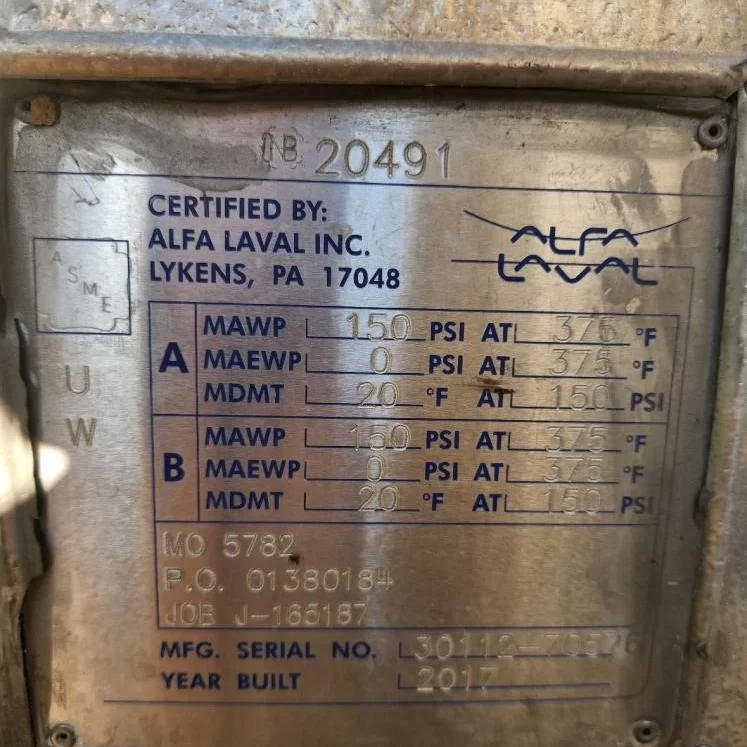 NB 20491
CERTIFIED BY:
ALFA LAVAL INC.
LYKENS, PA 17048
ALFA
LAVAL
ASME
U
W
A
MAWP 150 PSI AT 375 °F
MAEWP 0 PSI AT 375 °F
MDMT 20 °F AT 150 PSI
B
MAWP 150 PSI AT 375 °F
MAEWP 0 PSI AT 375 °F
MDMT 20 °F AT 150 PSI
MO 5782
P.O. 01380184
JOB J-165187
MFG. SERIAL NO.
YEAR BUILT 2017